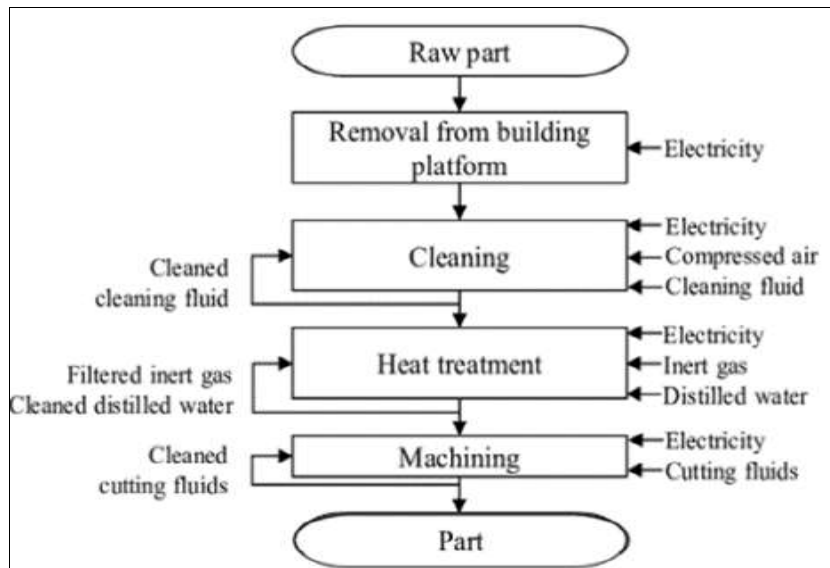 Raw part
Removal from building
platform
Electricity
Electricity
Cleaning
Compressed air
Cleaning fluid
Cleaned
cleaning fluid
Electricity
Heat treatment
Inert gas
Distilled water
Filtered inert gas
Cleaned distilled water
Electricity
Machining
Cutting fluids
Cleaned
cutting fluids
Part